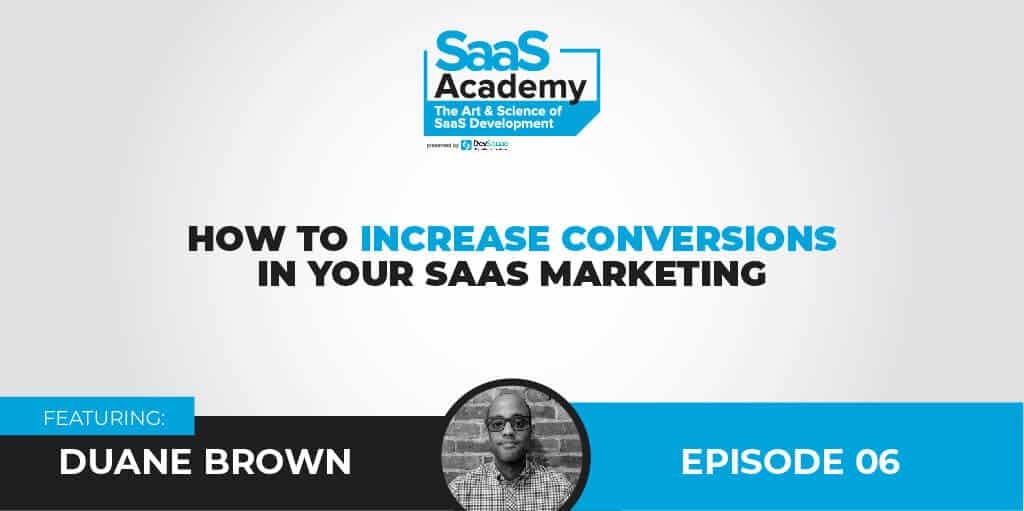 SaaS
Academy
The Art & Science of
SaaS Development
presented by DevSquad
HOW TO INCREASE CONVERSIONS
IN YOUR SAAS MARKETING
FEATURING:
DUANE BROWN
EPISODE 06